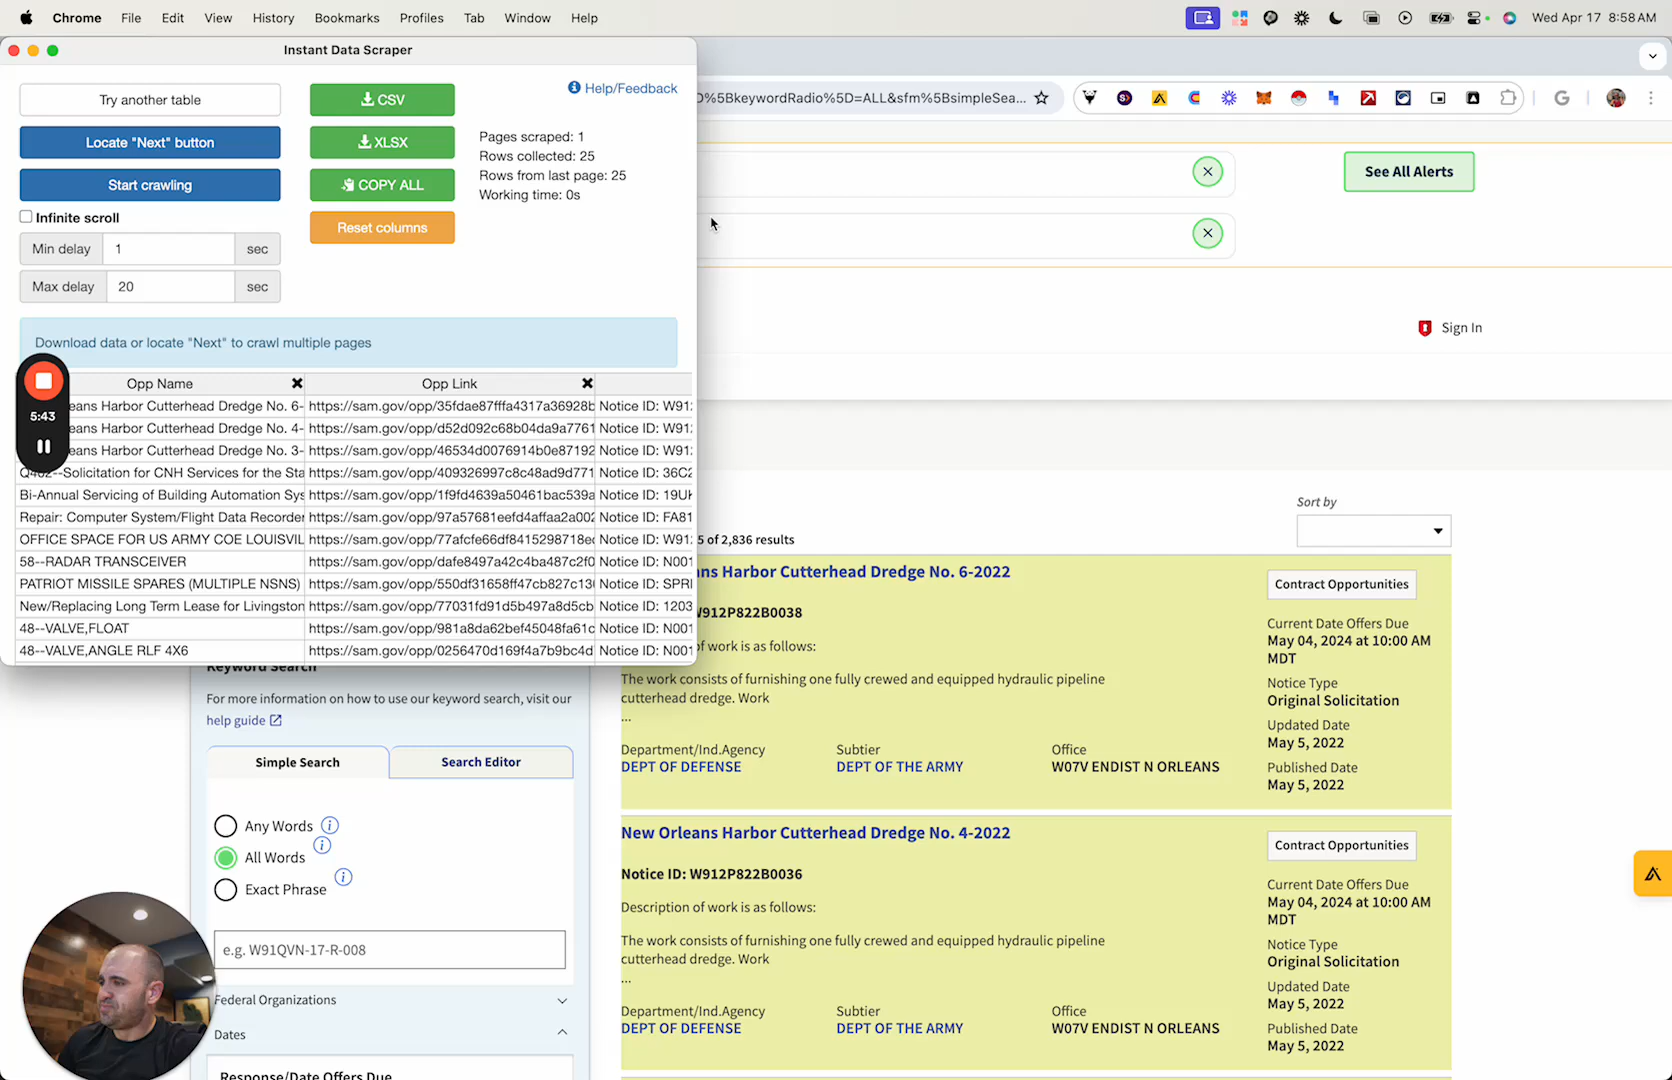 Chrome File Edit View History Bookmarks Profiles Tab Window Help
Wed Apr 17 8:58 AM
Instant Data Scraper
Try another table
Locate "Next" button
Start crawling
Infinite scroll
Min delay 1 sec
Max delay 20 sec
CSV
XLSX
COPY ALL
Reset columns
Help/Feedback
Pages scraped: 1
Rows collected: 25
Rows from last page: 25
Working time: 0s
Download data or locate "Next" to crawl multiple pages
5:43
Opp Name Opp Link
eans Harbor Cutterhead Dredge No. 6- https://sam.gov/opp/35fdae87fffa4317a36928b Notice ID: W91
eans Harbor Cutterhead Dredge No. 4- https://sam.gov/opp/d52d092c68b04da9a7761 Notice ID: W91
eans Harbor Cutterhead Dredge No. 3- https://sam.gov/opp/46534d0076914b0e87192 Notice ID: W91
Q402--Solicitation for CNH Services for the Sta https://sam.gov/opp/409326997c8c48ad9d771 Notice ID: 36C2
Bi-Annual Servicing of Building Automation Sys https://sam.gov/opp/1f9fd4639a50461bac539a Notice ID: 19UK
Repair: Computer System/Flight Data Recorder https://sam.gov/opp/97a57681eefd4affaa2a002 Notice ID: FA81
OFFICE SPACE FOR US ARMY COE LOUISVIL https://sam.gov/opp/77afcfe66df8415298718ec Notice ID: W91
58--RADAR TRANSCEIVER https://sam.gov/opp/dafe8497a42c4ba487c2f0 Notice ID: N001
PATRIOT MISSILE SPARES (MULTIPLE NSNS) https://sam.gov/opp/550df31658ff47cb827c13 Notice ID: SPRI
New/Replacing Long Term Lease for Livingston https://sam.gov/opp/77031fd91d5b497a8d5cb Notice ID: 1203
48--VALVE,FLOAT https://sam.gov/opp/981a8da62bef45048fa61c Notice ID: N001
48--VALVE,ANGLE RLF 4X6 https://sam.gov/opp/0256470d169f4a7b9bc4d Notice ID: N001
D%5BkeywordRadio%5D=ALL&sfm%5BsimpleSea...
See All Alerts
Sign In
Sort by
5 of 2,836 results
Keyword Search
For more information on how to use our keyword search, visit our
help guide
Simple Search
Search Editor
Any Words
All Words
Exact Phrase
e.g. W91QVN-17-R-008
Federal Organizations
Dates
Response/Date Offers Due
ns Harbor Cutterhead Dredge No. 6-2022
W912P822B0038
of work is as follows:
The work consists of furnishing one fully crewed and equipped hydraulic pipeline
cutterhead dredge. Work
...
Department/Ind.Agency
DEPT OF DEFENSE
Subtier
DEPT OF THE ARMY
Office
W07V ENDIST N ORLEANS
Contract Opportunities
Current Date Offers Due
May 04, 2024 at 10:00 AM
MDT
Notice Type
Original Solicitation
Updated Date
May 5, 2022
Published Date
May 5, 2022
New Orleans Harbor Cutterhead Dredge No. 4-2022
Notice ID: W912P822B0036
Description of work is as follows:
The work consists of furnishing one fully crewed and equipped hydraulic pipeline
cutterhead dredge. Work
...
Department/Ind.Agency
DEPT OF DEFENSE
Subtier
DEPT OF THE ARMY
Office
W07V ENDIST N ORLEANS
Contract Opportunities
Current Date Offers Due
May 04, 2024 at 10:00 AM
MDT
Notice Type
Original Solicitation
Updated Date
May 5, 2022
Published Date
May 5, 2022